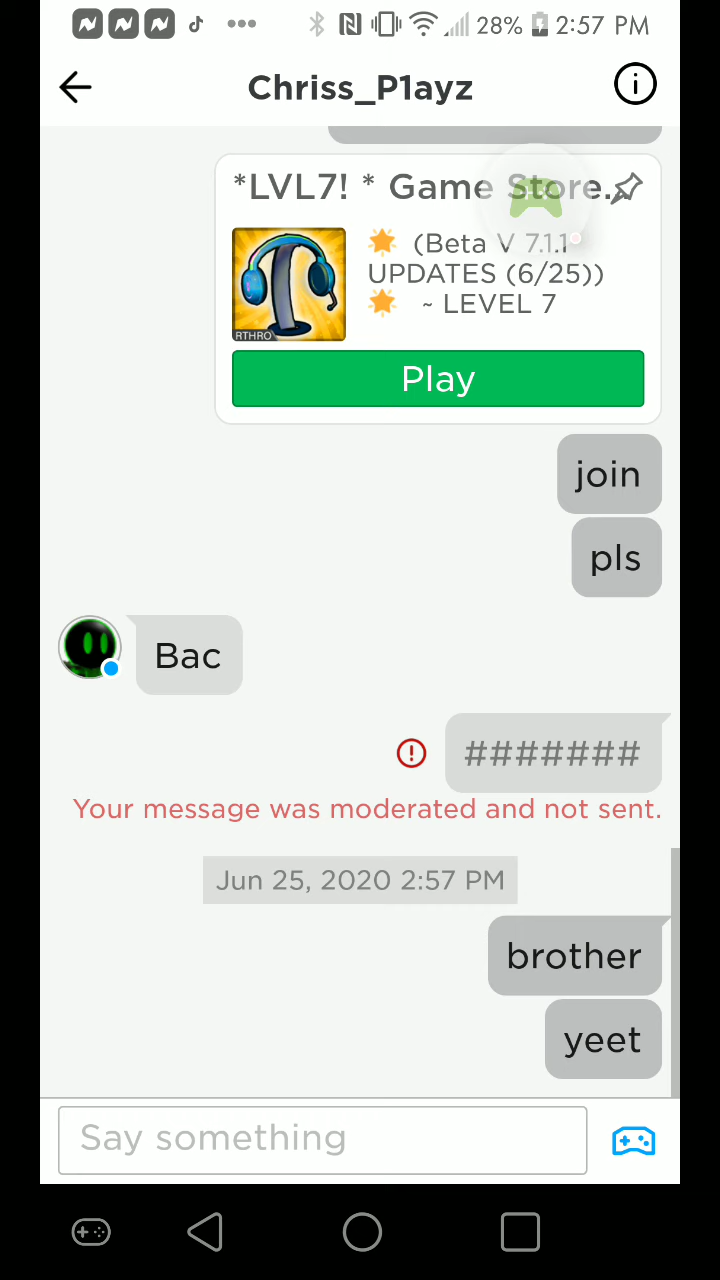 28% 2:57 PM
Chriss_P1ayz
*LVL7! * Game Store...
(Beta V 7.1.1
UPDATES (6/25))
~ LEVEL 7
RTHRO
Play
join
pls
Bac
#######
Your message was moderated and not sent.
Jun 25, 2020 2:57 PM
brother
yeet
Say something